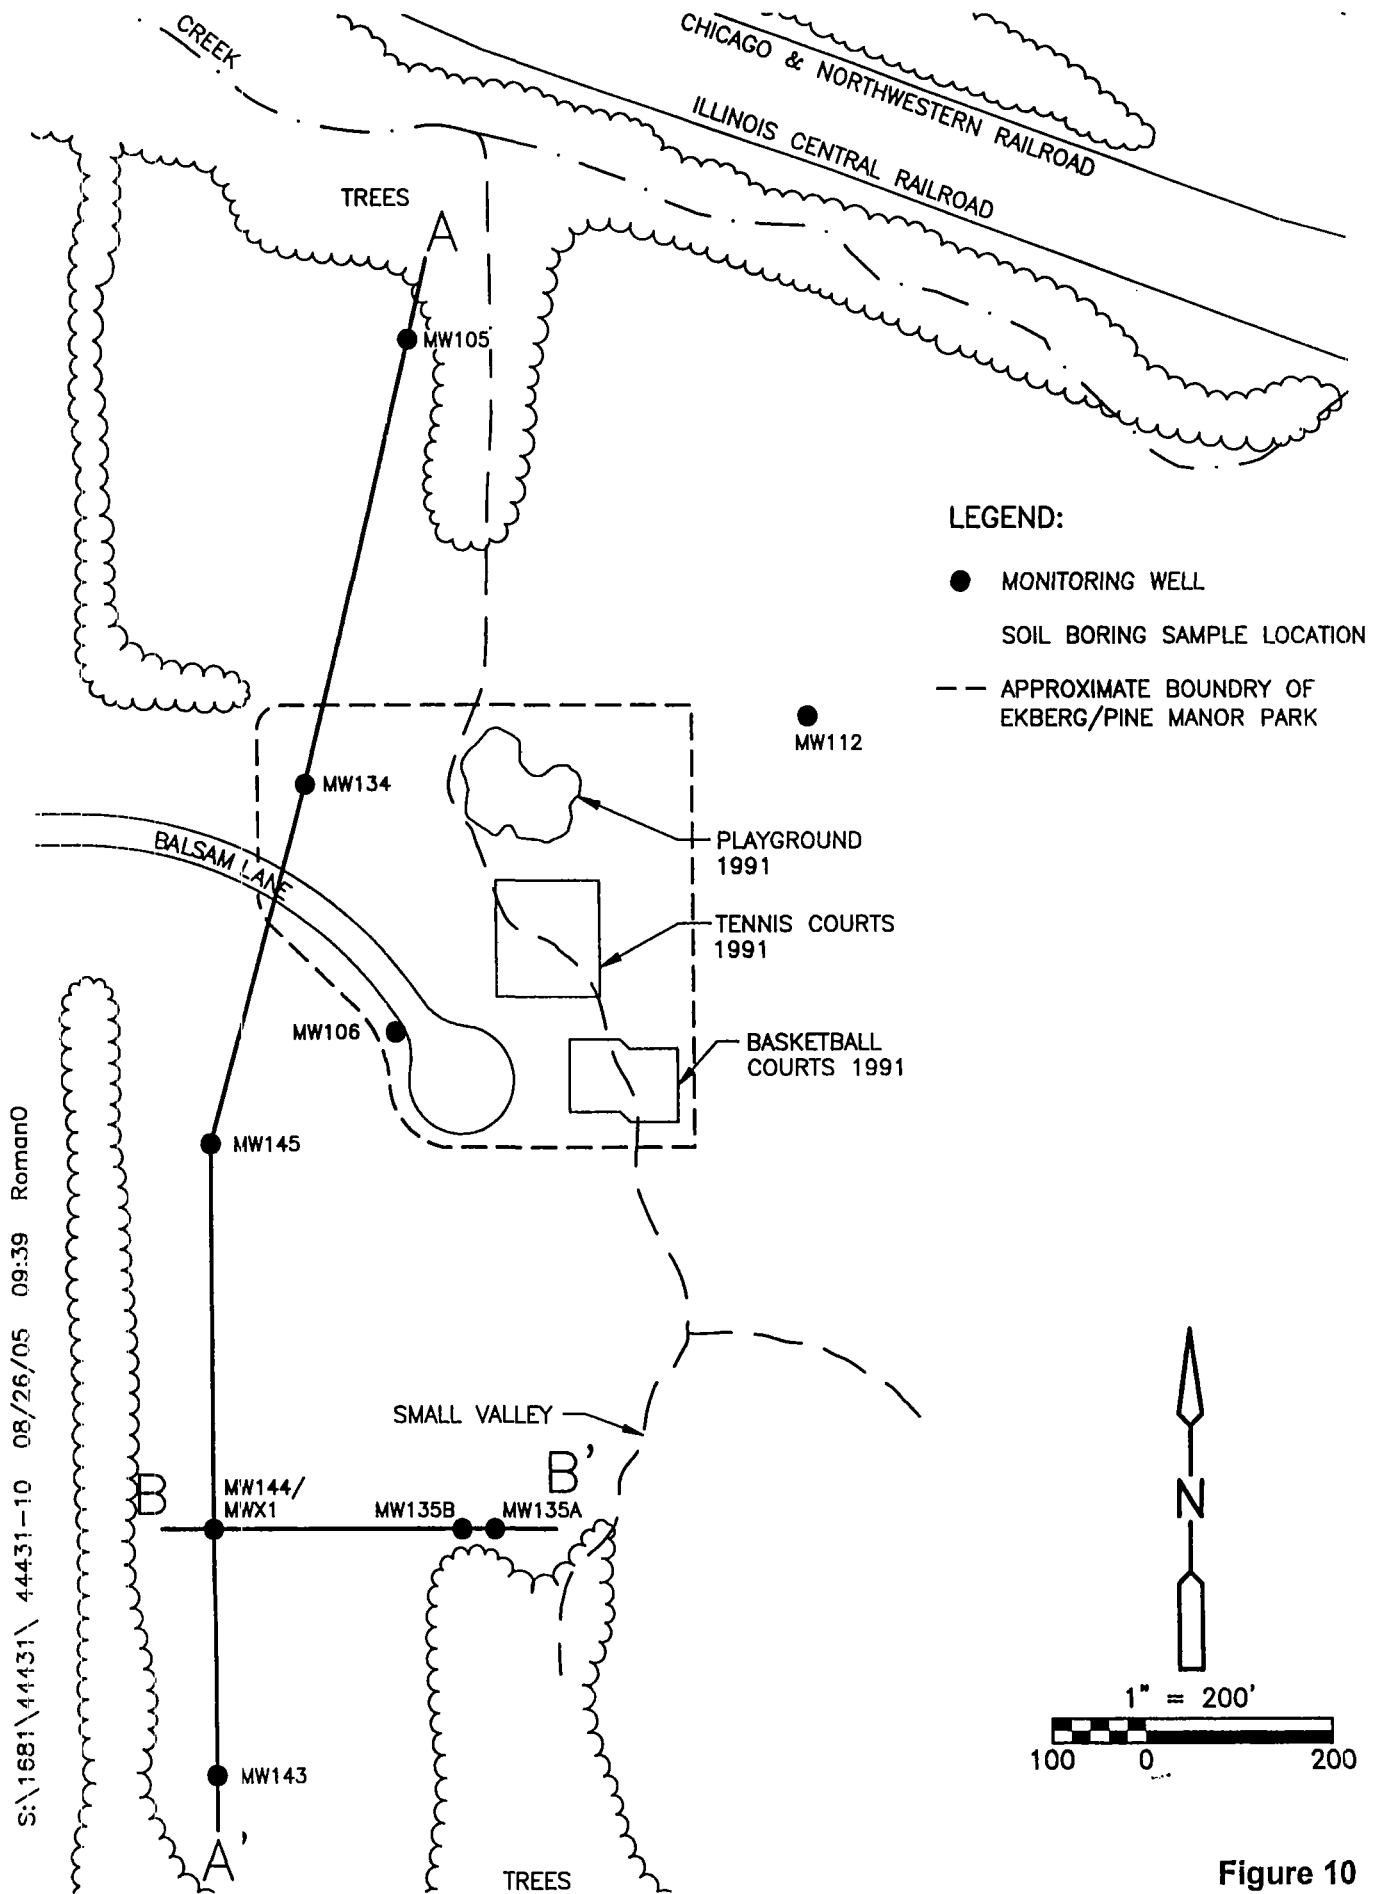 CREEK
CHICAGO & NORTHWESTERN RAILROAD
ILLINOIS CENTRAL RAILROAD
TREES
A
MW105
LEGEND:
MONITORING WELL
SOIL BORING SAMPLE LOCATION
APPROXIMATE BOUNDRY OF
EKBERG/PINE MANOR PARK
MW112
MW134
PLAYGROUND
1991
BALSAM LANE
TENNIS COURTS
1991
MW106
BASKETBALL
COURTS 1991
MW145
SMALL VALLEY
B
MW144/
MWX1
MW135B
B'
MW135A
N
1" = 200'
100 0 200
MW143
A'
TREES
S:\1681\44431\ 44431-10 08/26/05 09:39 RomanO
Figure 10